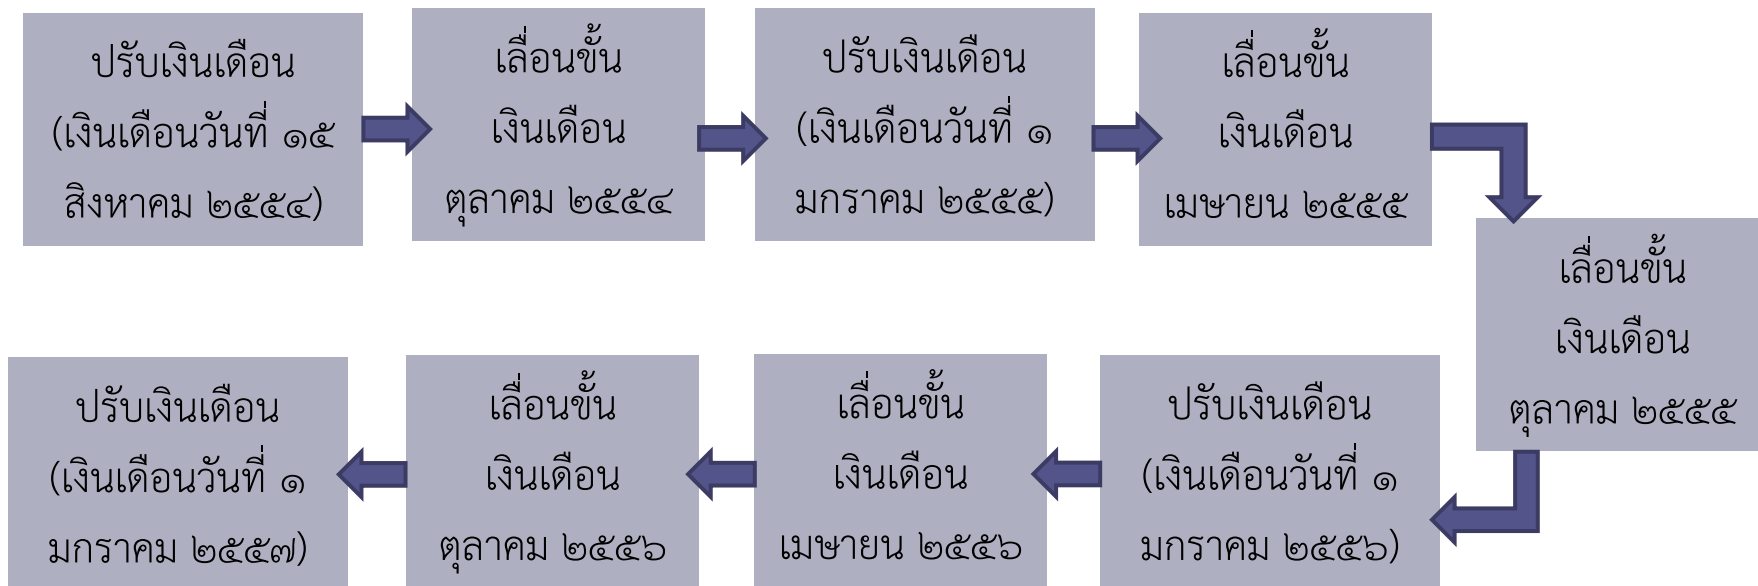 ปรับเงินเดือน
(เงินเดือนวันที่ ๑๕
สิงหาคม ๒๕๕๔)
เลื่อนขั้น
เงินเดือน
ตุลาคม ๒๕๕๔
ปรับเงินเดือน
(เงินเดือนวันที่ ๑
มกราคม ๒๕๕๕)
เลื่อนขั้น
เงินเดือน
เมษายน ๒๕๕๕
เลื่อนขั้น
เงินเดือน
ตุลาคม ๒๕๕๕
ปรับเงินเดือน
(เงินเดือนวันที่ ๑
มกราคม ๒๕๕๖)
เลื่อนขั้น
เงินเดือน
เมษายน ๒๕๕๖
เลื่อนขั้น
เงินเดือน
ตุลาคม ๒๕๕๖
ปรับเงินเดือน
(เงินเดือนวันที่ ๑
มกราคม ๒๕๕๗)